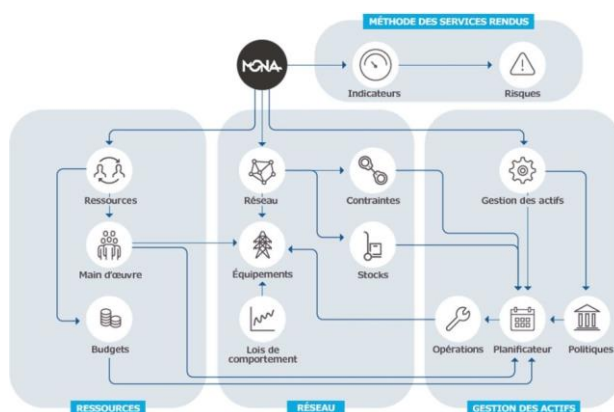 MÉTHODE DES SERVICES RENDUS
MONA
Indicateurs
Risques
Ressources
Réseau
Contraintes
Gestion des actifs
Main d'œuvre
Équipements
Stocks
Budgets
Lois de
comportement
Opérations
Planificateur
Politiques
RESSOURCES
RÉSEAU
GESTION DES ACTIFS